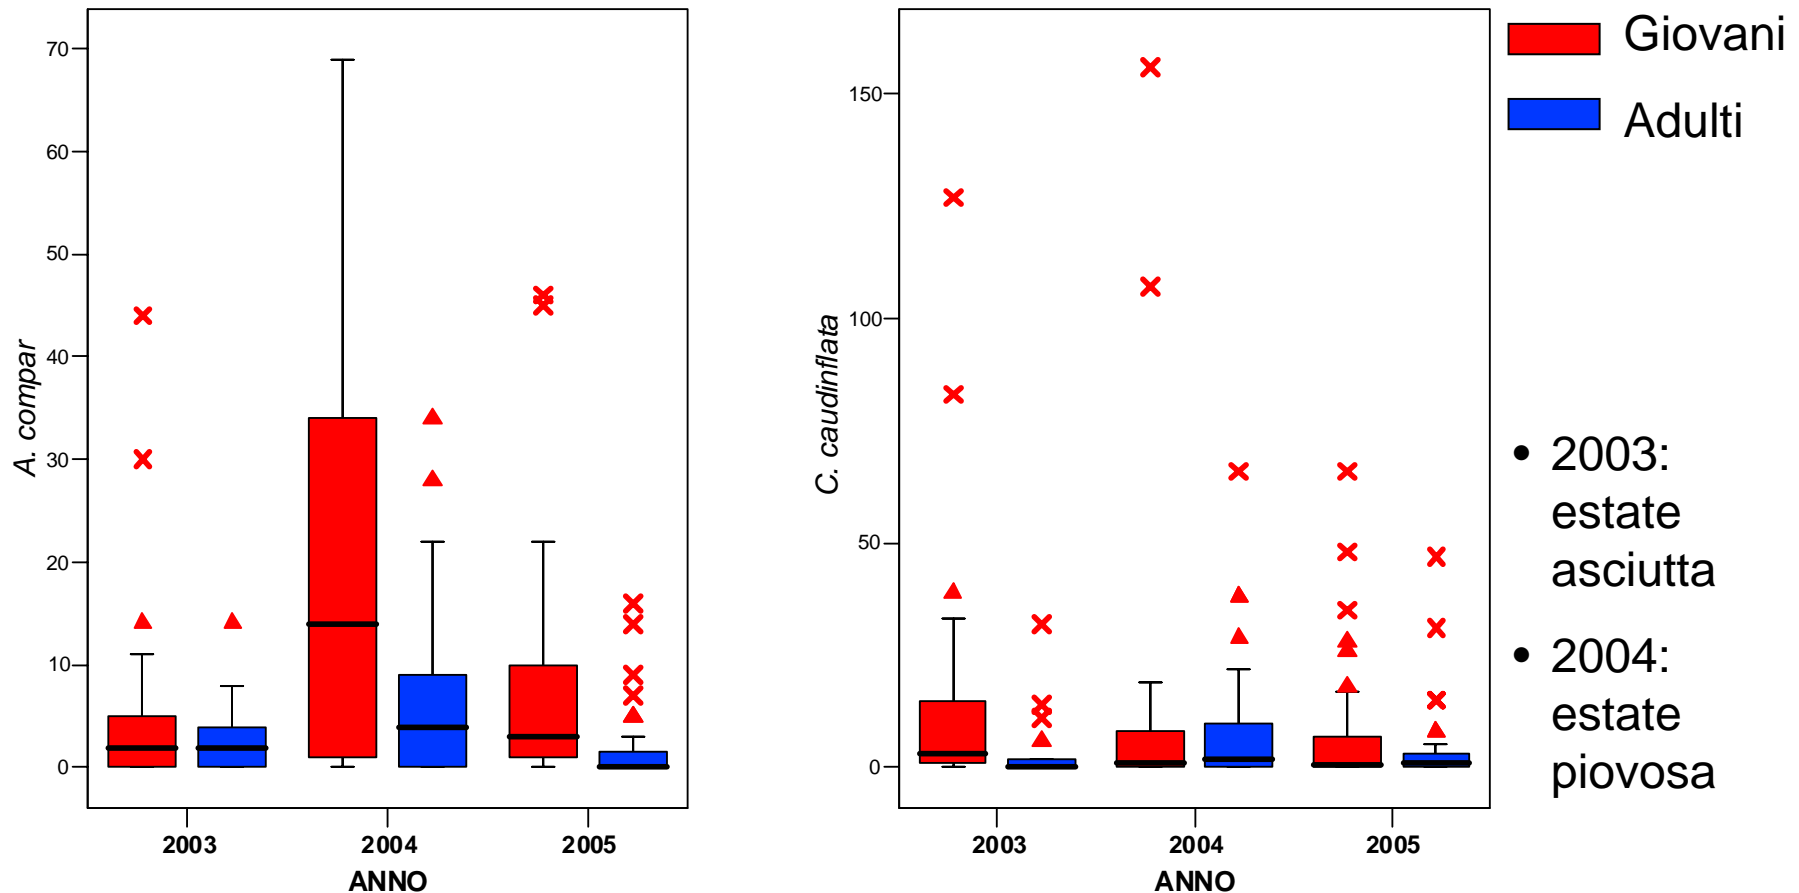 A. compar
70
60
50
40
30
20
10
0
2003 2004 2005
ANNO
C. caudinflata
150
100
50
0
2003 2004 2005
ANNO
Giovani
Adulti
• 2003:
estate
asciutta
• 2004:
estate
piovosa